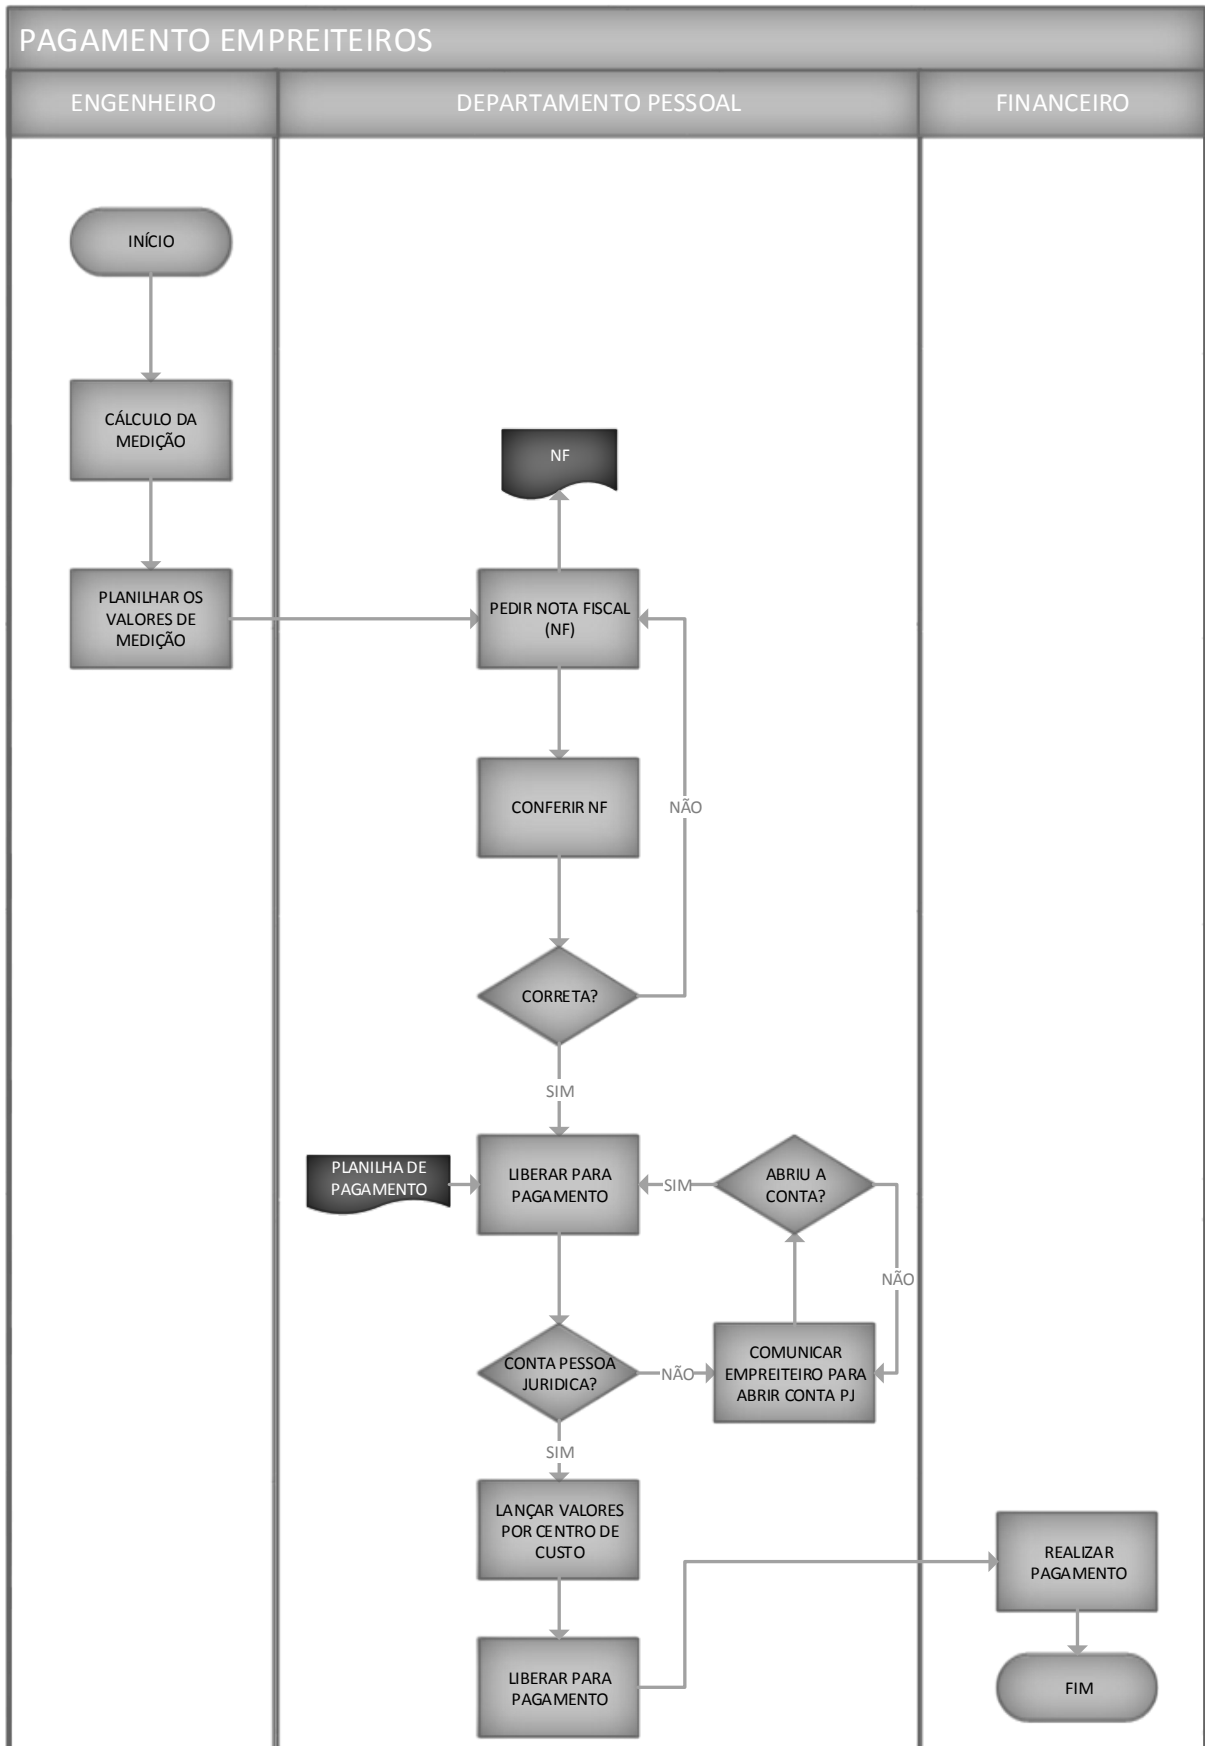 PAGAMENTO EMPREITEIROS
ENGENHEIRO
DEPARTAMENTO PESSOAL
FINANCEIRO
INÍCIO
CÁLCULO DA
MEDIÇÃO
PLANILHAR OS
VALORES DE
MEDIÇÃO
NF
PEDIR NOTA FISCAL
(NF)
CONFERIR NF
NÃO
CORRETA?
SIM
PLANILHA DE
PAGAMENTO
LIBERAR PARA
PAGAMENTO
SIM
ABRIU A
CONTA?
NÃO
CONTA PESSOA
JURIDICA?
NÃO
COMUNICAR
EMPREITEIRO PARA
ABRIR CONTA PJ
SIM
LANÇAR VALORES
POR CENTRO DE
CUSTO
LIBERAR PARA
PAGAMENTO
REALIZAR
PAGAMENTO
FIM